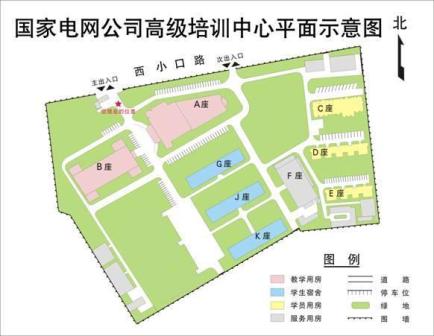 国家电网公司高级培训中心平面示意图
北
西小口路
主出入口
次出入口
A座
B座
C座
D座
E座
F座
G座
J座
K座
图例
教学用房
学生宿舍
学员用房
服务用房
道路
停车位
绿地
围墙